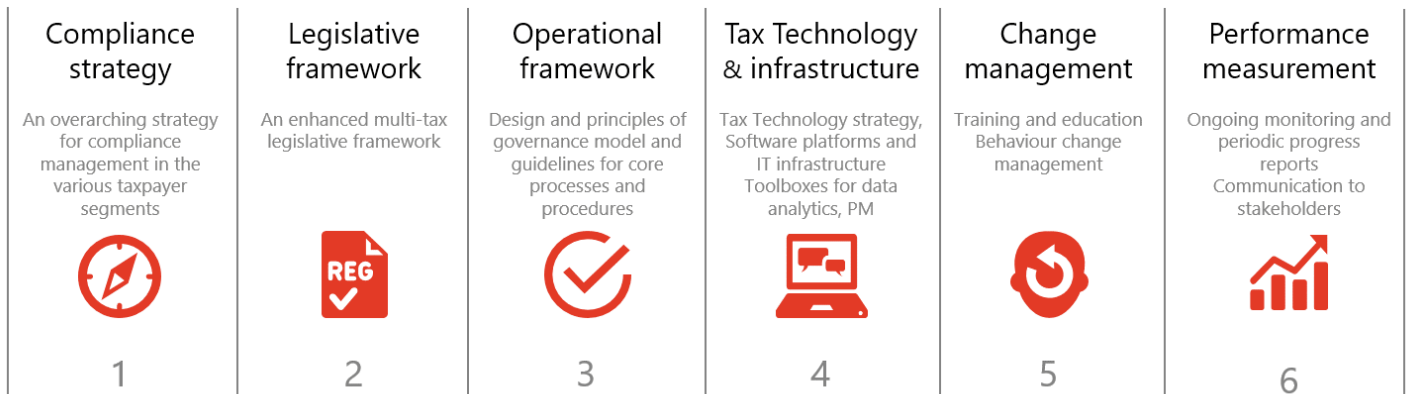 Compliance
strategy
An overarching strategy
for compliance
management in the
various taxpayer
segments
1
Legislative
framework
An enhanced multi-tax
legislative framework
REG
2
Operational
framework
Design and principles of
governance model and
guidelines for core
processes and
procedures
3
Tax Technology
& infrastructure
Tax Technology strategy,
Software platforms and
IT infrastructure
Toolboxes for data
analytics, PM
4
Change
management
Training and education
Behaviour change
management
5
Performance
measurement
Ongoing monitoring and
periodic progress
reports
Communication to
stakeholders
6